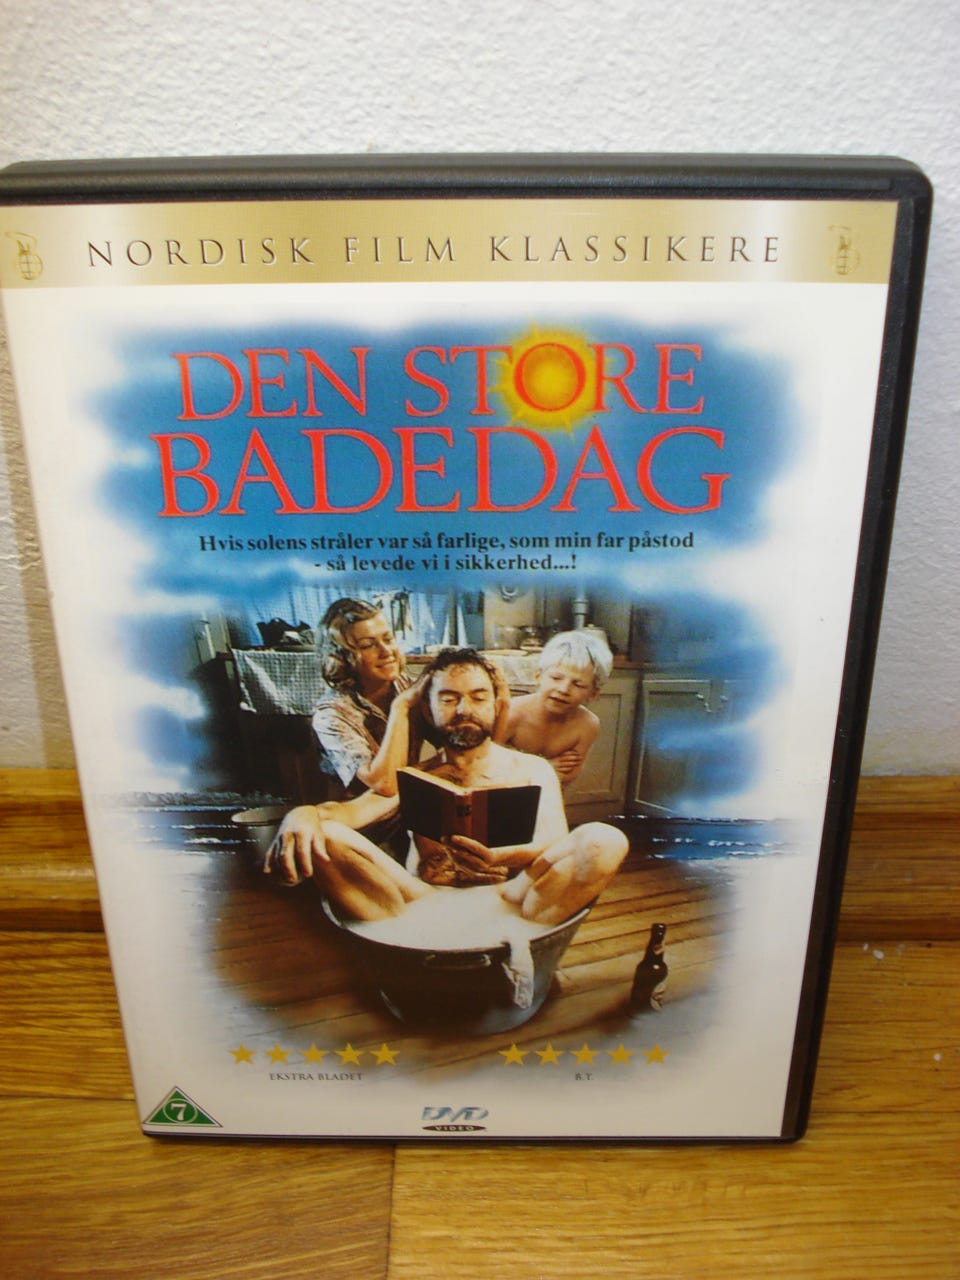 NORDISK FILM KLASSIKERE
DEN STORE
BADEDAG
Hvis solens stråler var så farlige, som min far påstod
- så levede vi i sikkerhed...!
EKSTRA BLADET
B.T.
7
DVD
VIDEO